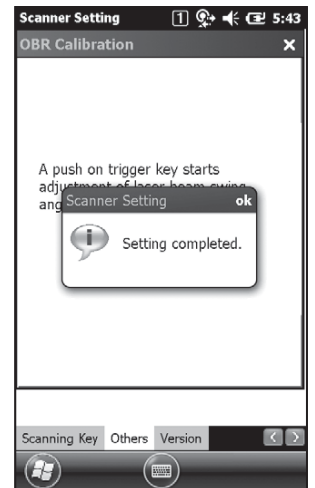 Scanner Setting 1 5:43
OBR Calibration
A push on trigger key starts
adjustment of laser beam swing
ang
Scanner Setting ok
Setting completed.
Scanning Key Others Version